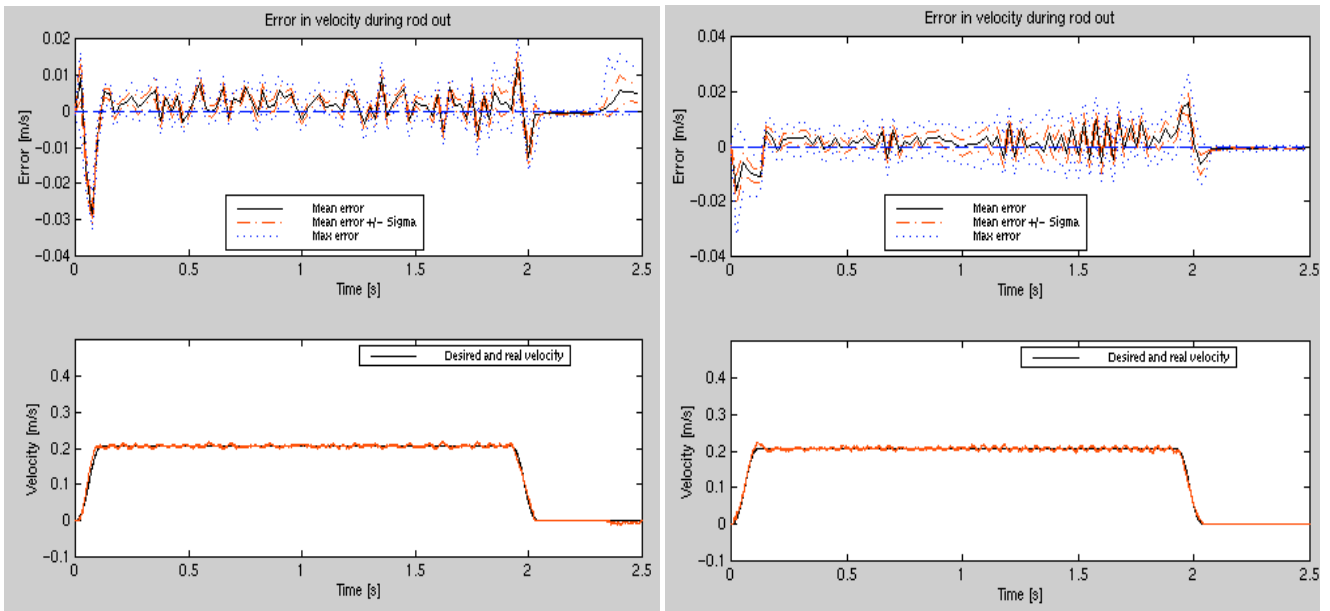 Error in velocity during rod out
0.02
0.01
0
−0.01
−0.02
−0.03
−0.04
Error [m/s]
Mean error
Mean error +/− Sigma
Max error
0
0.5
1
1.5
2
2.5
Time [s]
Desired and real velocity
0.4
0.3
0.2
0.1
0
−0.1
Velocity [m/s]
0
0.5
1
1.5
2
2.5
Time [s]
Error in velocity during rod out
0.04
0.02
0
−0.02
−0.04
Error [m/s]
Mean error
Mean error +/− Sigma
Max error
0
0.5
1
1.5
2
2.5
Time [s]
Desired and real velocity
0.4
0.3
0.2
0.1
0
−0.1
Velocity [m/s]
0
0.5
1
1.5
2
2.5
Time [s]